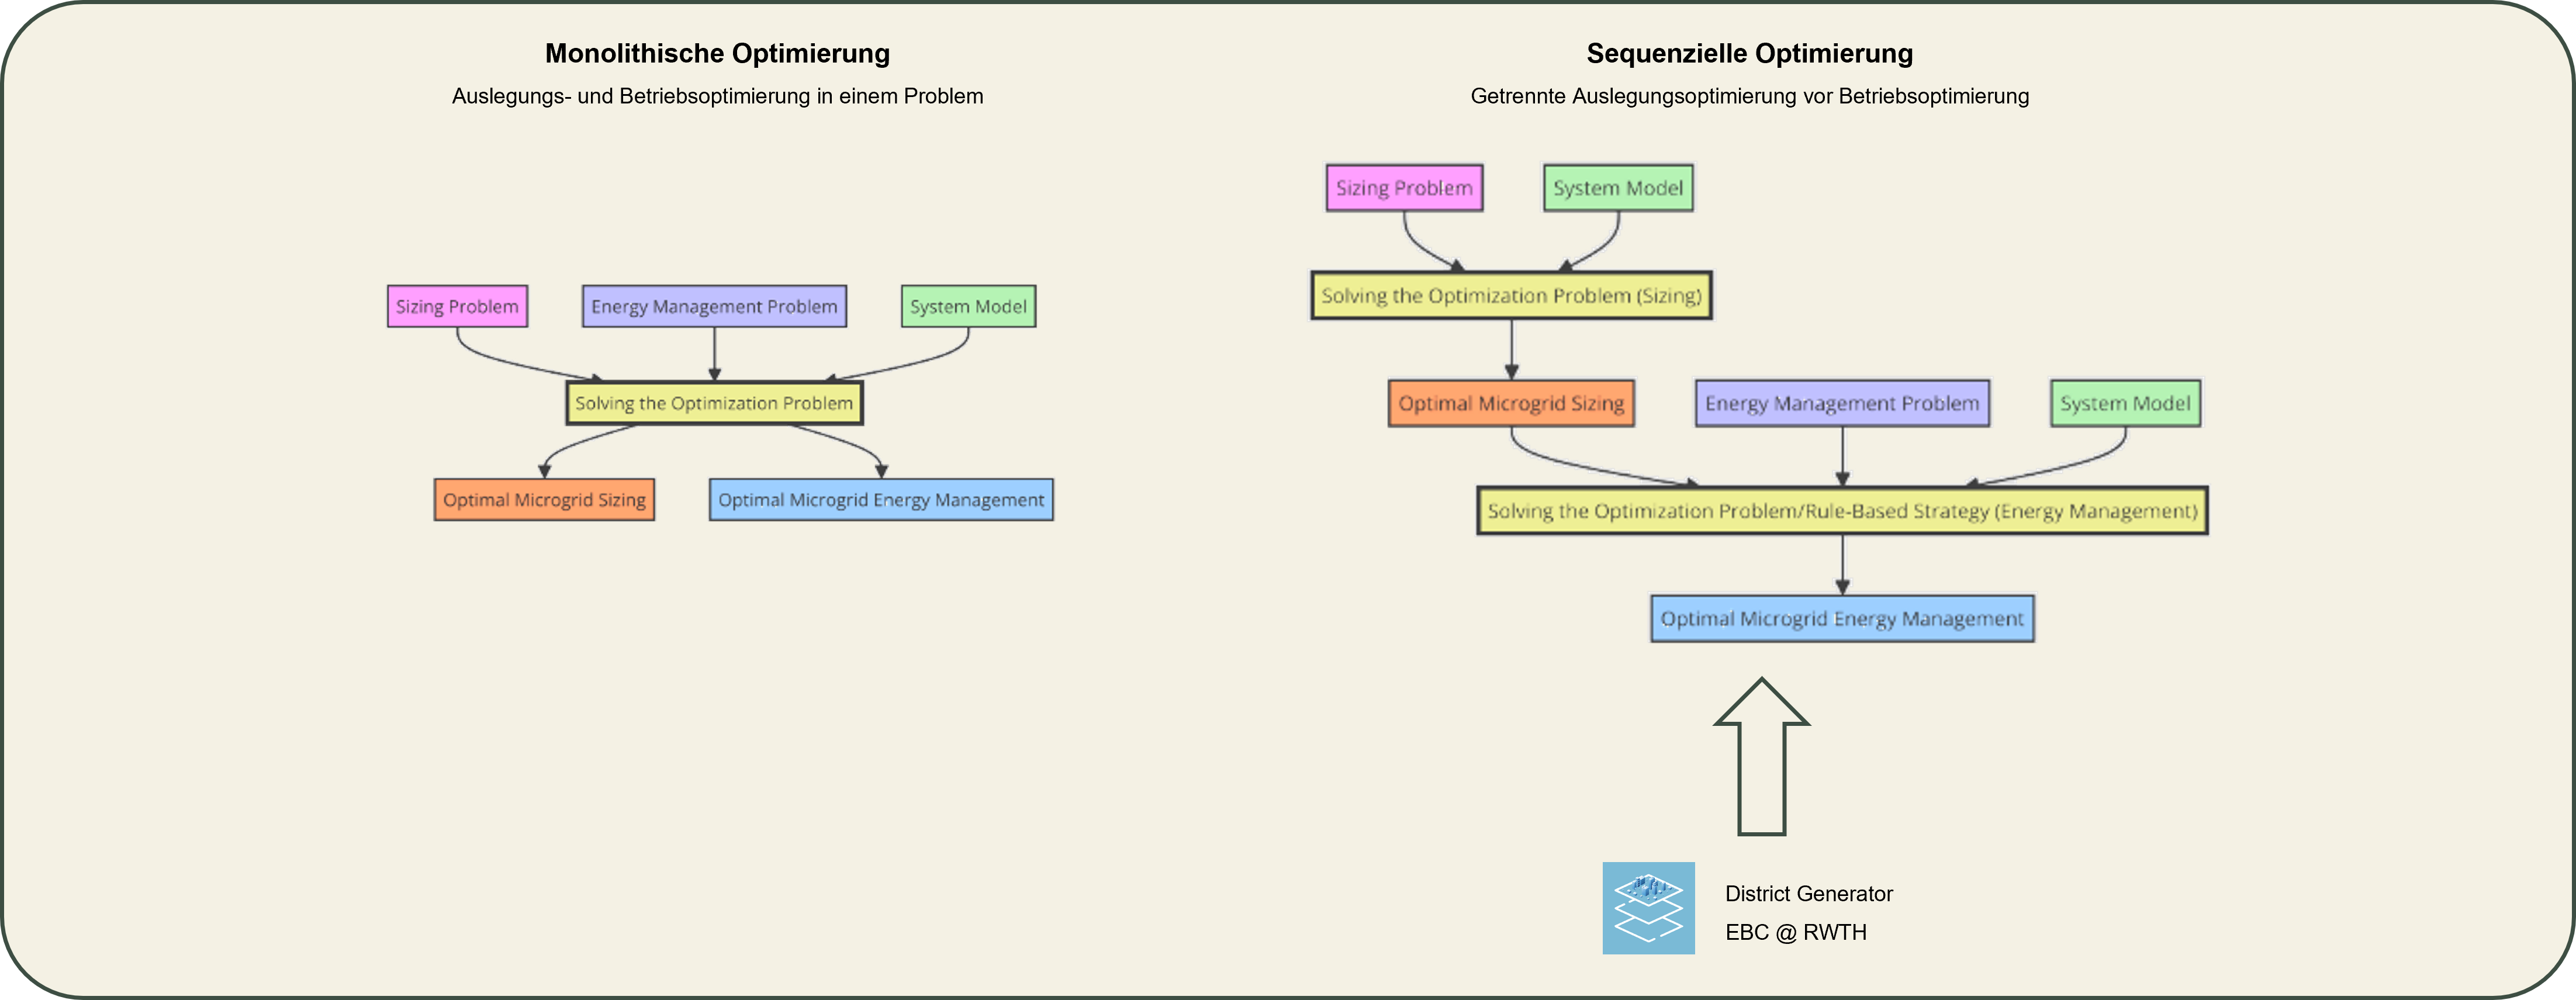 Monolithische Optimierung
Auslegungs- und Betriebsoptimierung in einem Problem
Sizing Problem
Energy Management Problem
System Model
Solving the Optimization Problem
Optimal Microgrid Sizing
Optimal Microgrid Energy Management
Sequenzielle Optimierung
Getrennte Auslegungsoptimierung vor Betriebsoptimierung
Sizing Problem
System Model
Solving the Optimization Problem (Sizing)
Optimal Microgrid Sizing
Energy Management Problem
System Model
Solving the Optimization Problem/Rule-Based Strategy (Energy Management)
Optimal Microgrid Energy Management
District Generator
EBC @ RWTH